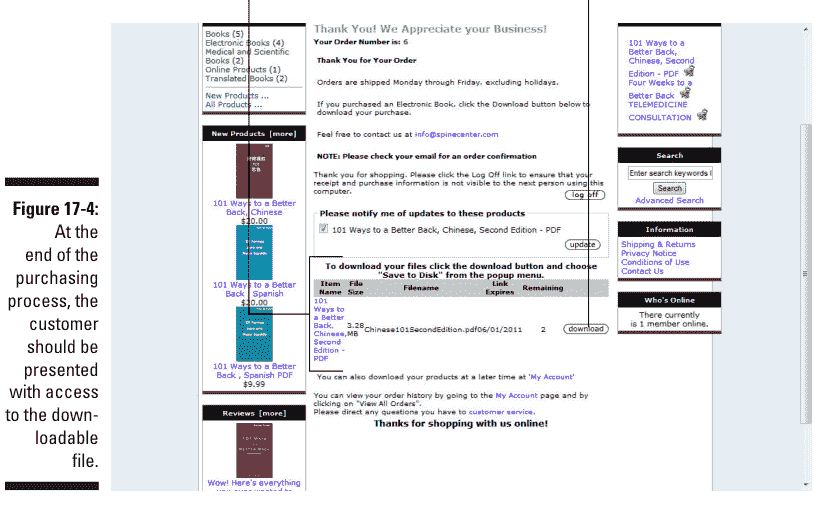 Figure 17-4:
At the
end of the
purchasing
process, the
customer
should be
presented
with access
to the down-
loadable
file.
Books (5)
Electronic Books (4)
Medical and Scientific
Books (2)
Online Products (1)
Translated Books (2)
New Products ...
All Products ...
New Products [more]
101 Ways to a Better
Back, Chinese
$20.00
101 Ways to a Better
Back , Spanish
$20.00
101 Ways to a Better
Back , Spanish PDF
$9.99
Reviews [more]
Wow! Here's everything
Thank You! We Appreciate your Business!
Your Order Number is: 6
Thank You for Your Order
Orders are shipped Monday through Friday, excluding holidays.
If you purchased an Electronic Book, click the Download button below to
download your purchase.
Feel free to contact us at info@spinecenter.com
NOTE: Please check your email for an order confirmation
Thank you for shopping. Please click the Log Off link to ensure that your
receipt and purchase information is not visible to the next person using this
computer.
log off
Please notify me of updates to these products
101 Ways to a Better Back, Chinese, Second Edition - PDF
update
To download your files click the download button and choose
"Save to Disk" from the popup menu.
Item Name File Size Filename Link Expires Remaining
101
Ways to
a Better
Back,
Chinese,
Second
Edition -
PDF
3.28 MB Chinese101SecondEdition.pdf 06/01/2011 2 download
You can also download your products at a later time at 'My Account'
You can view your order history by going to the My Account page and by
clicking on "View All Orders".
Please direct any questions you have to customer service.
Thanks for shopping with us online!
101 Ways to a
Better Back,
Chinese, Second
Edition - PDF
Four Weeks to a
Better Back
TELEMEDICINE
CONSULTATION
Search
Enter search keywords
Search
Advanced Search
Information
Shipping & Returns
Privacy Notice
Conditions of Use
Contact Us
Who's Online
There currently
is 1 member online.